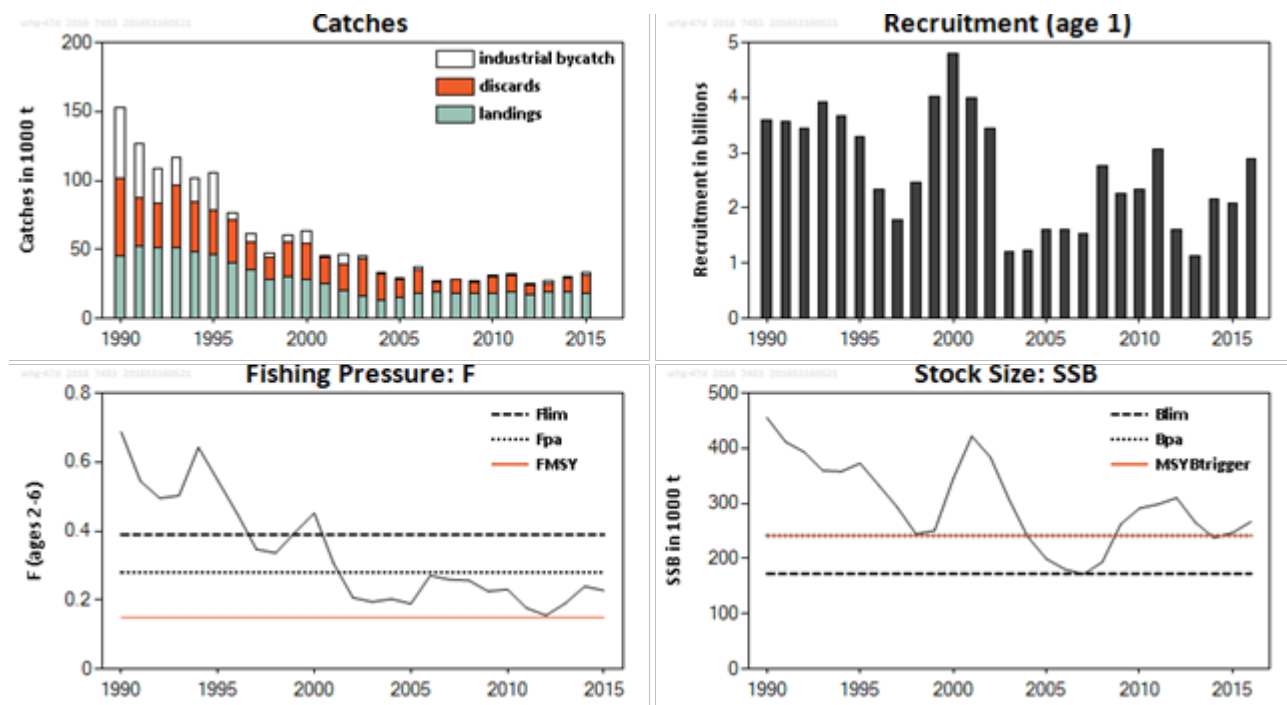 Catches
200
150
100
50
0
Catches in 1000 t
industrial bycatch
discards
landings
1990
1995
2000
2005
2010
2015
Recruitment (age 1)
5
4
3
2
1
0
Recruitment in billions
1990
1995
2000
2005
2010
2015
Fishing Pressure: F
0.8
0.6
0.4
0.2
0
F (ages 2-6)
Flim
Fpa
FMSY
1990
1995
2000
2005
2010
2015
Stock Size: SSB
500
400
300
200
100
0
SSB in 1000 t
Blim
Bpa
MSYBtrigger
1990
1995
2000
2005
2010
2015